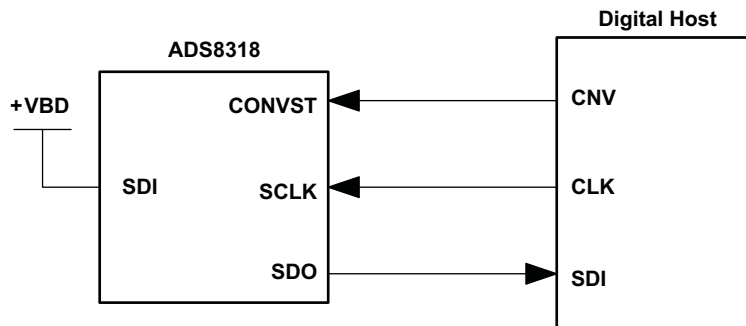 Digital Host
ADS8318
+VBD
CONVST
CNV
SDI
SCLK
CLK
SDO
SDI